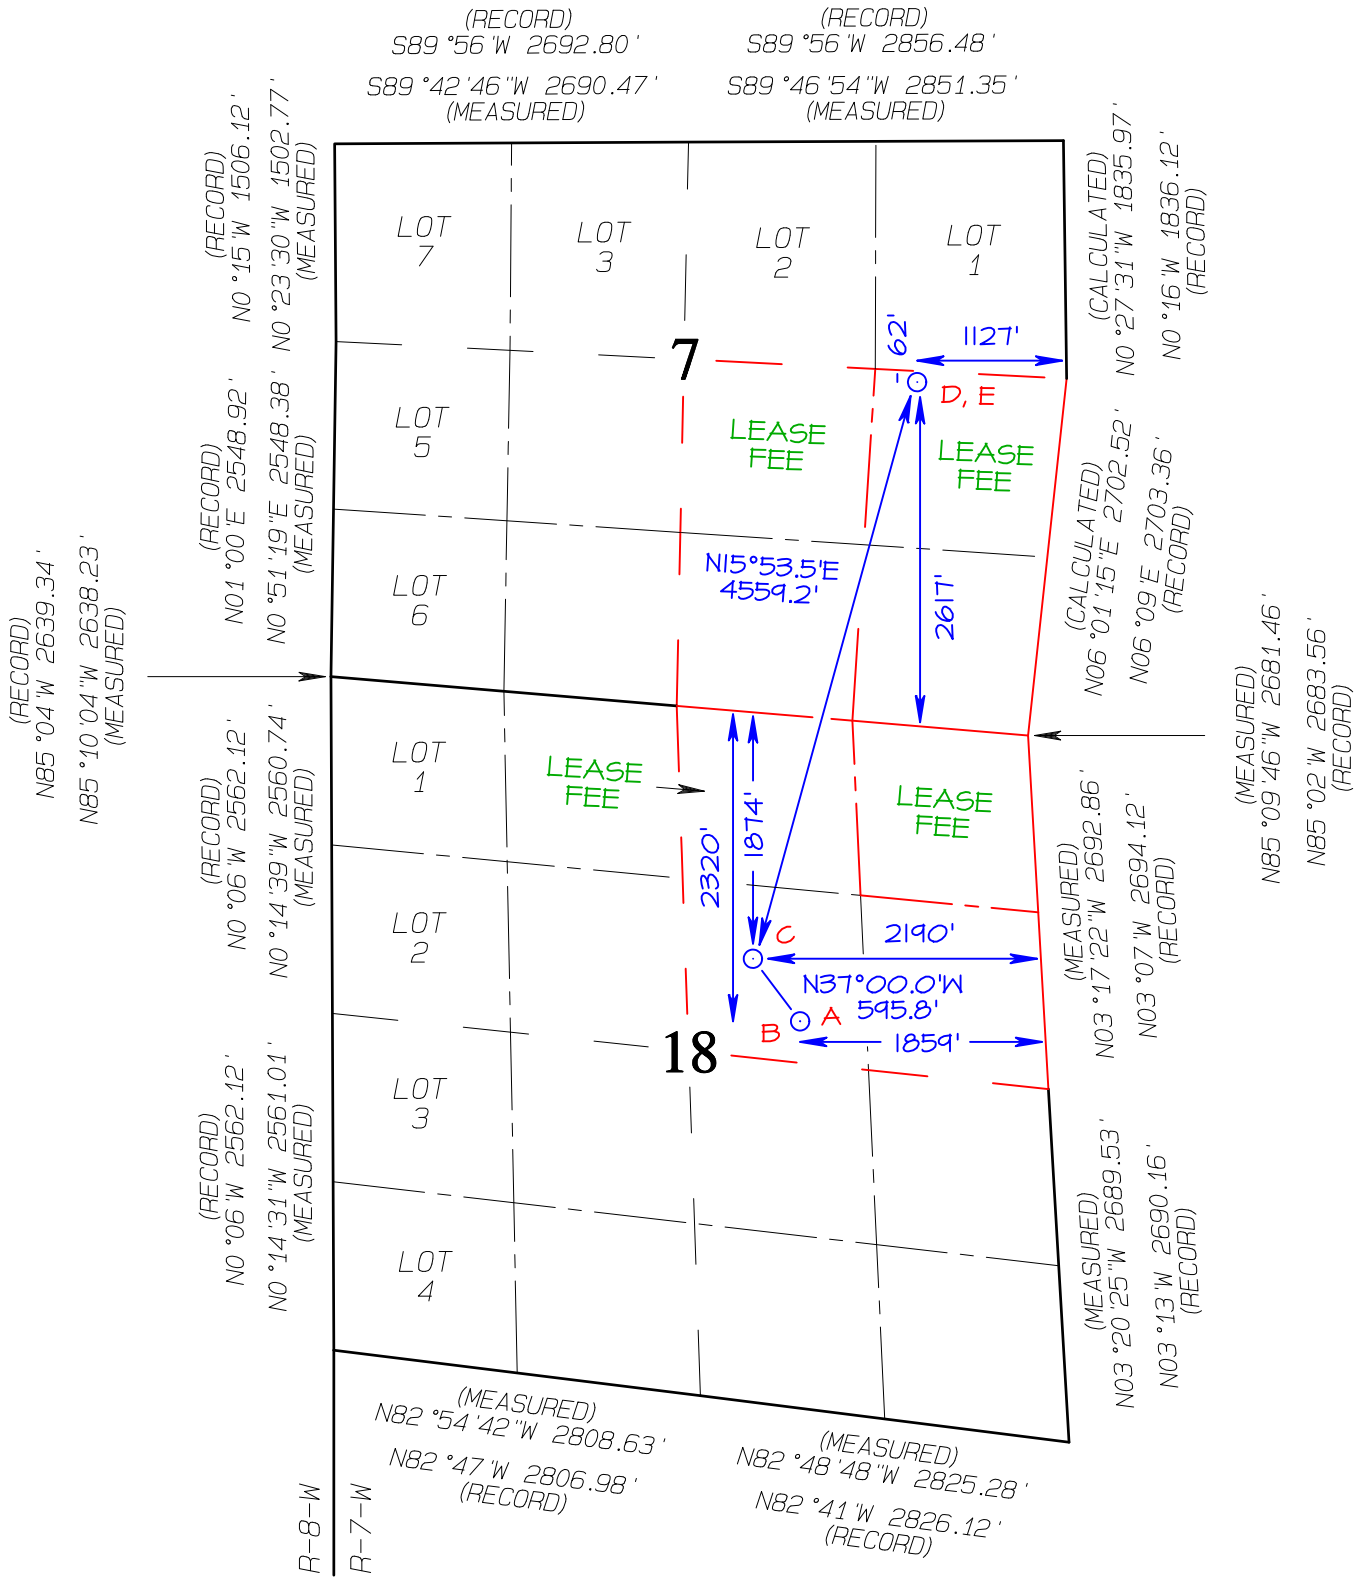 (RECORD)
S89°56'W 2692.80'
S89°42'46"W 2690.47'
(MEASURED)
(RECORD)
S89°56'W 2856.48'
S89°46'54"W 2851.35'
(MEASURED)
(RECORD)
N0°15'W 1506.12'
N0°23'30"W 1502.77'
(MEASURED)
(CALCULATED)
N0°27'31"W 1835.97'
N0°16'W 1836.12'
(RECORD)
LOT
7
LOT
3
LOT
2
LOT
1
7
62'
1127'
D, E
(RECORD)
N01°00'E 2548.92'
N0°51'19"E 2548.38'
(MEASURED)
LOT
5
LEASE
FEE
LEASE
FEE
(CALCULATED)
N06°01'15"E 2702.52'
N06°09'E 2703.36'
(RECORD)
LOT
6
N15°53.5'E
4559.2'
2617'
(RECORD)
N85°04'W 2639.34'
N85°10'04"W 2638.23'
(MEASURED)
(MEASURED)
N85°09'46"W 2681.46'
N85°02'W 2683.56'
(RECORD)
(RECORD)
N0°06'W 2562.12'
N0°14'39"W 2560.74'
(MEASURED)
LOT
1
LEASE
FEE
2320'
1874'
LEASE
FEE
(MEASURED)
N03°17'22"W 2692.86'
N03°07'W 2694.12'
(RECORD)
LOT
2
C
2190'
N37°00.0'W
595.8'
B
A
1859'
18
(RECORD)
N0°06'W 2562.12'
N0°14'31"W 2561.01'
(MEASURED)
LOT
3
(MEASURED)
N03°20'25"W 2689.53'
N03°13'W 2690.16'
(RECORD)
LOT
4
(MEASURED)
N82°54'42"W 2808.63'
N82°47'W 2806.98'
(RECORD)
(MEASURED)
N82°48'48"W 2825.28'
N82°41'W 2826.12'
(RECORD)
R-8-W
R-7-W